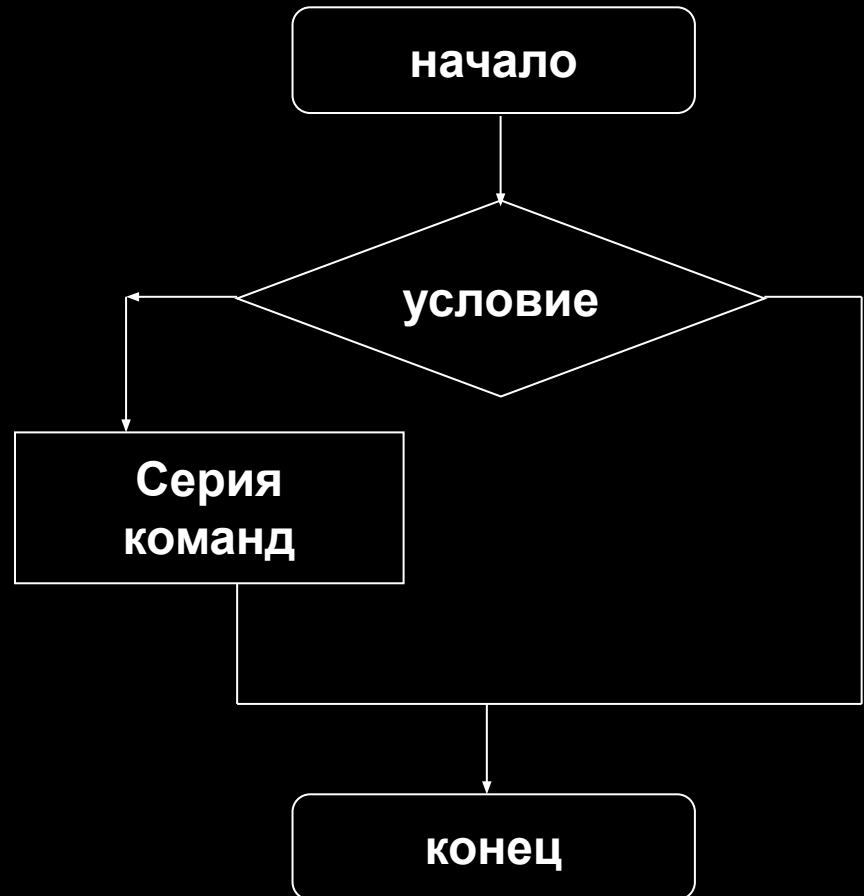 начало
условие
Серия
команд
конец